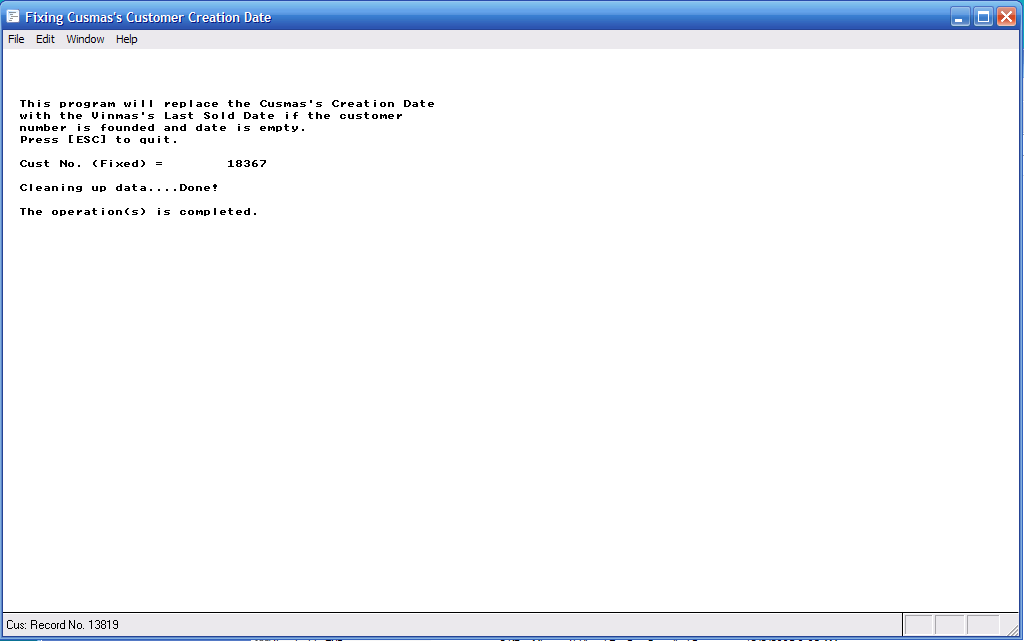 Fixing Cusmas's Customer Creation Date
File Edit Window Help
This program will replace the Cusmas's Creation Date
with the Vinmas's Last Sold Date if the customer
number is founded and date is empty.
Press [ESC] to quit.
Cust No. (Fixed) = 18367
Cleaning up data....Done!
The operation(s) is completed.
Cus: Record No. 13819